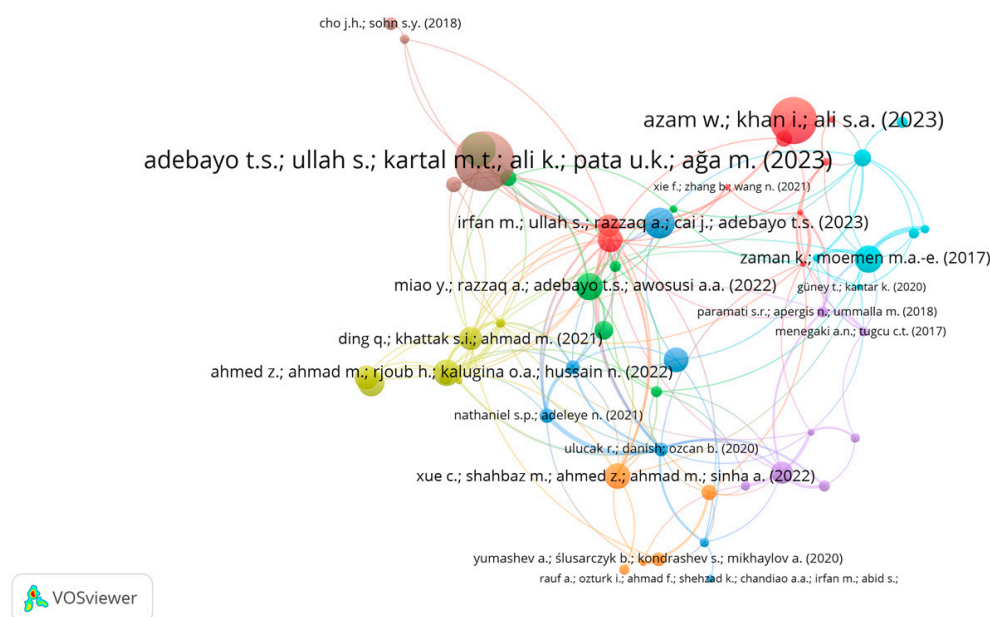 cho j.h.; sohn s.y. (2018)
azam w.; khan i.; ali s.a. (2023)
adebayo t.s.; ullah s.; kartal m.t.; ali k.; pata u.k.; ağa m. (2023)
xie f.; zhang b.; wang n. (2021)
irfan m.; ullah s.; razzaq a.; cai j.; adebayo t.s. (2023)
zaman k.; moemen m.a.-e. (2017)
miao y.; razzaq a.; adebayo t.s.; awosusi a.a. (2022)
güney t.; kantar k. (2020)
paramati s.r.; apergis n.; ummalla m. (2018)
menegaki a.n.; tugcu c.t. (2017)
ding q.; khattak s.i.; ahmad m. (2021)
ahmed z.; ahmad m.; rjoub h.; kalugina o.a.; hussain n. (2022)
nathaniel s.p.; adeleye n. (2021)
ulucak r.; danish; ozcan b. (2020)
xue c.; shahbaz m.; ahmed z.; ahmad m.; sinha a. (2022)
yumashev a.; ślusarczyk b.; kondrashev s.; mikhaylov a. (2020)
rauf a.; ozturk i.; ahmad f.; shehzad k.; chandiao a.a.; irfan m.; abid s.;
VOSviewer